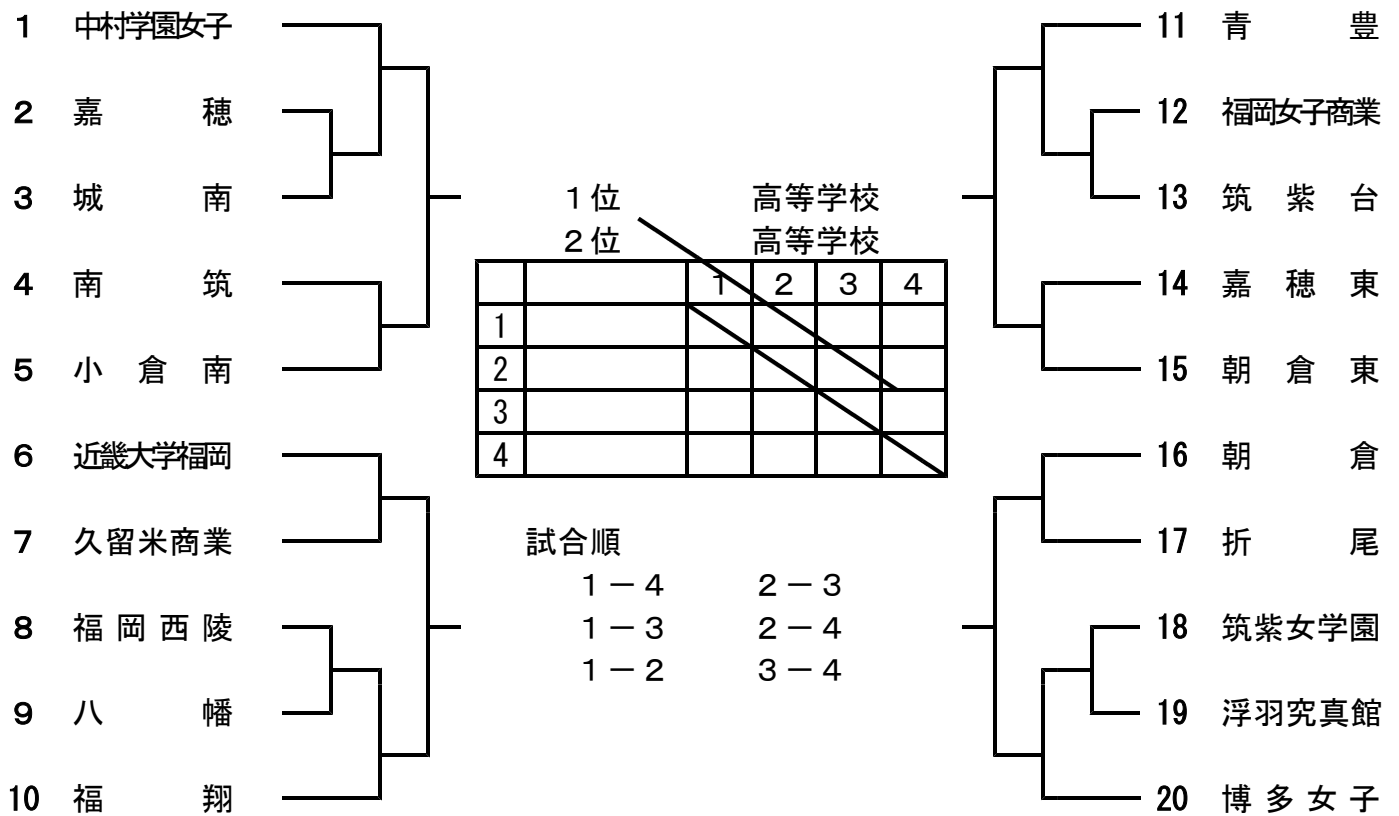 1 中村学園女子
2 嘉穂
3 城南
4 南筑
5 小倉南
6 近畿大学福岡
7 久留米商業
8 福岡西陵
9 八幡
10 福翔
1位 高等学校
2位 高等学校
1 2 3 4
1
2
3
4
試合順
1－4 2－3
1－3 2－4
1－2 3－4
11 青豊
12 福岡女子商業
13 筑紫台
14 嘉穂東
15 朝倉東
16 朝倉
17 折尾
18 筑紫女学園
19 浮羽究真館
20 博多女子